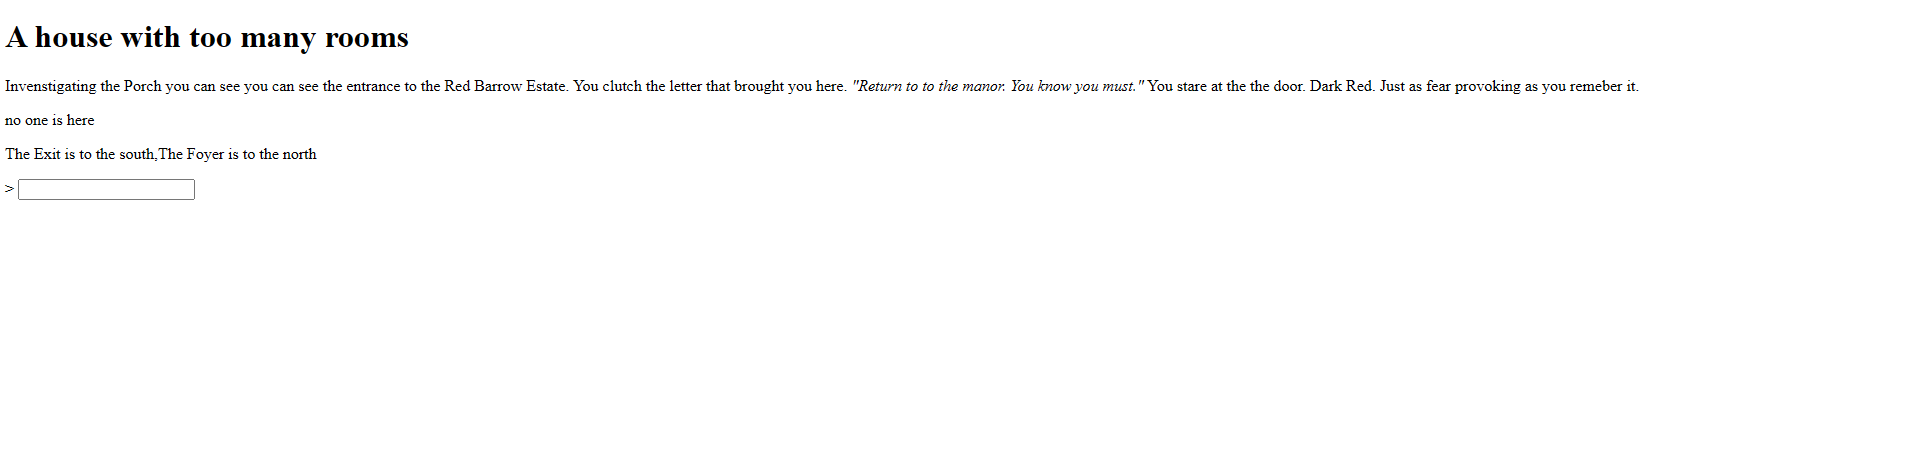 A house with too many rooms
Invenstigating the Porch you can see you can see the entrance to the Red Barrow Estate. You clutch the letter that brought you here. "Return to to the manor. You know you must." You stare at the the door. Dark Red. Just as fear provoking as you remeber it.
no one is here
The Exit is to the south,The Foyer is to the north
>